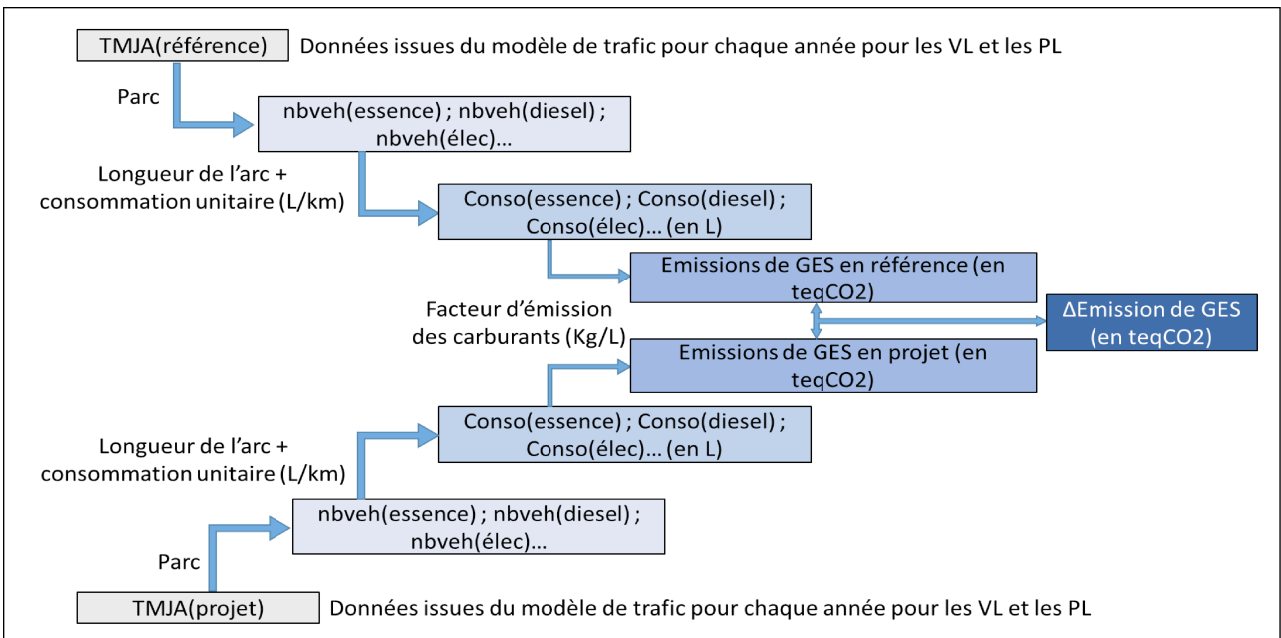 TMJA(référence)
Données issues du modèle de trafic pour chaque année pour les VL et les PL
Parc
nbveh(essence) ; nbveh(diesel) ;
nbveh(élec)...
Longueur de l'arc +
consommation unitaire (L/km)
Conso(essence) ; Conso(diesel) ;
Conso(élec)... (en L)
Emissions de GES en référence (en
teqCO2)
Facteur d'émission
des carburants (Kg/L)
ΔEmission de GES
(en teqCO2)
Emissions de GES en projet (en
teqCO2)
Conso(essence) ; Conso(diesel) ;
Conso(élec)... (en L)
Longueur de l'arc +
consommation unitaire (L/km)
nbveh(essence) ; nbveh(diesel) ;
nbveh(élec)...
Parc
TMJA(projet)
Données issues du modèle de trafic pour chaque année pour les VL et les PL